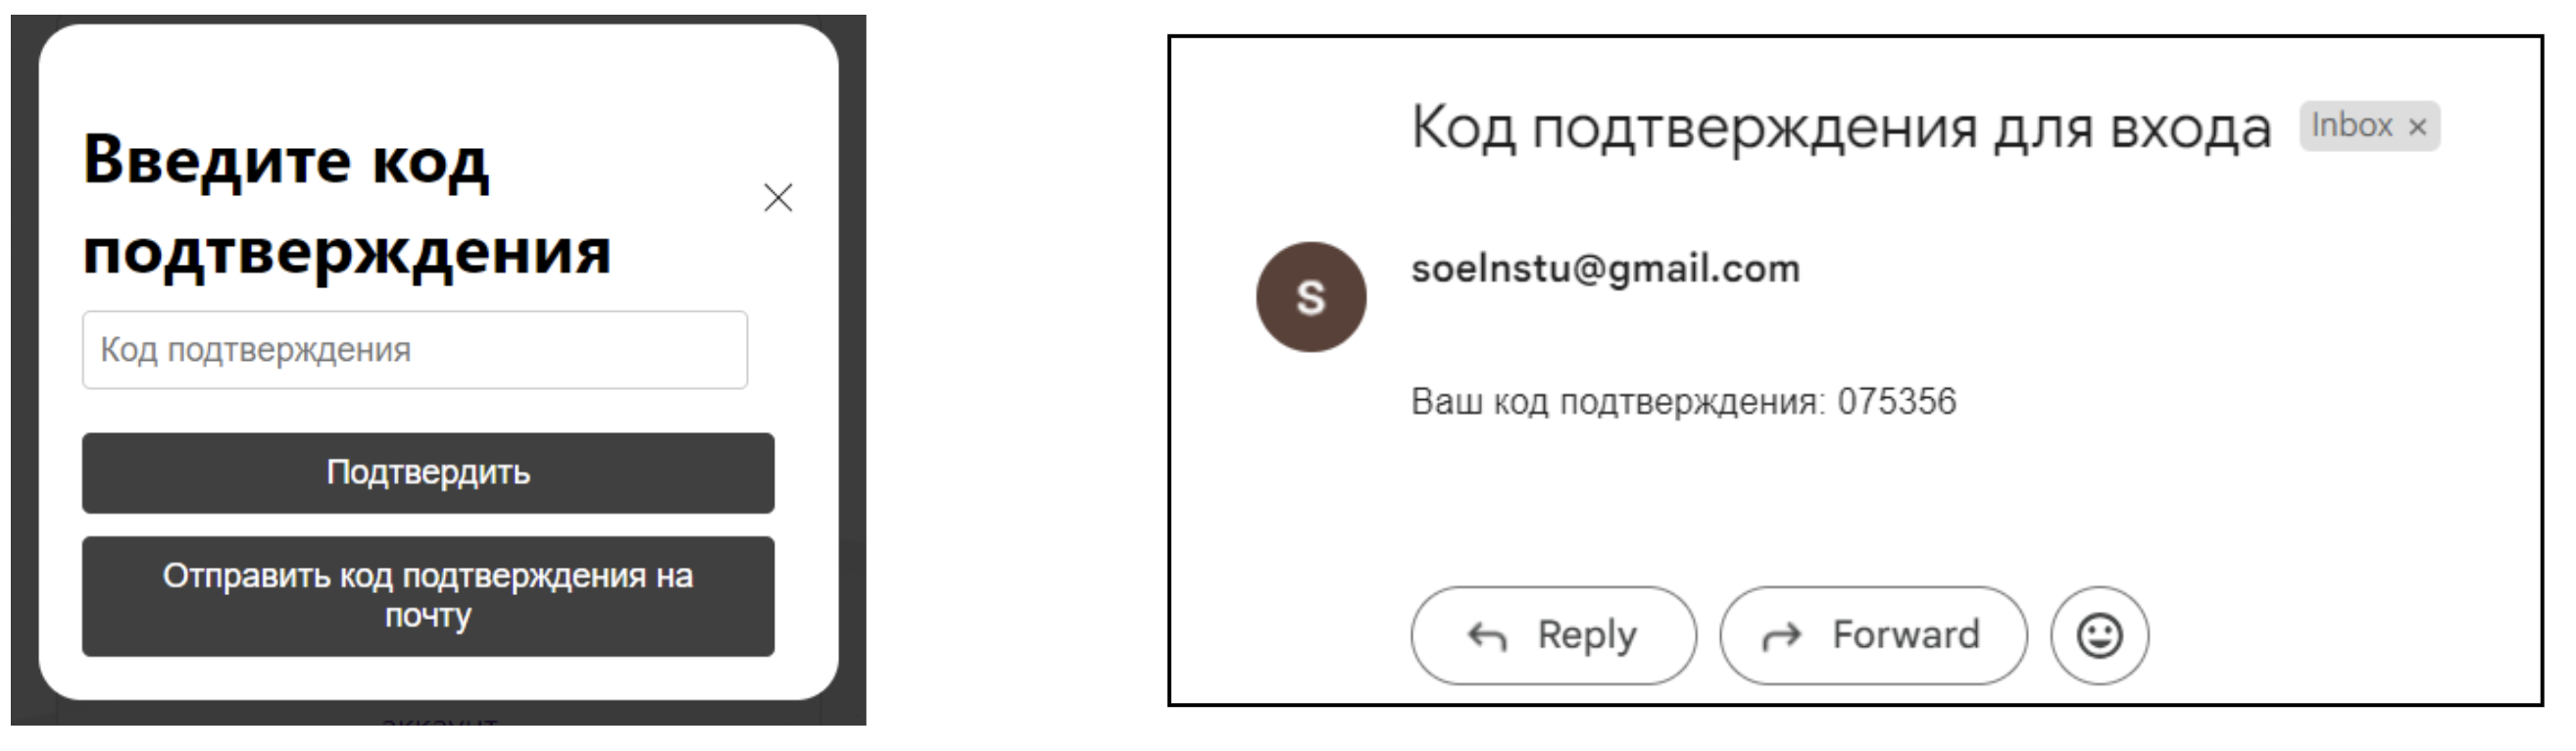 Введите код
подтверждения
Код подтверждения
Подтвердить
Отправить код подтверждения на
почту
аккаунт
Код подтверждения для входа Inbox ×
S
soelnstu@gmail.com
Ваш код подтверждения: 075356
Reply Forward